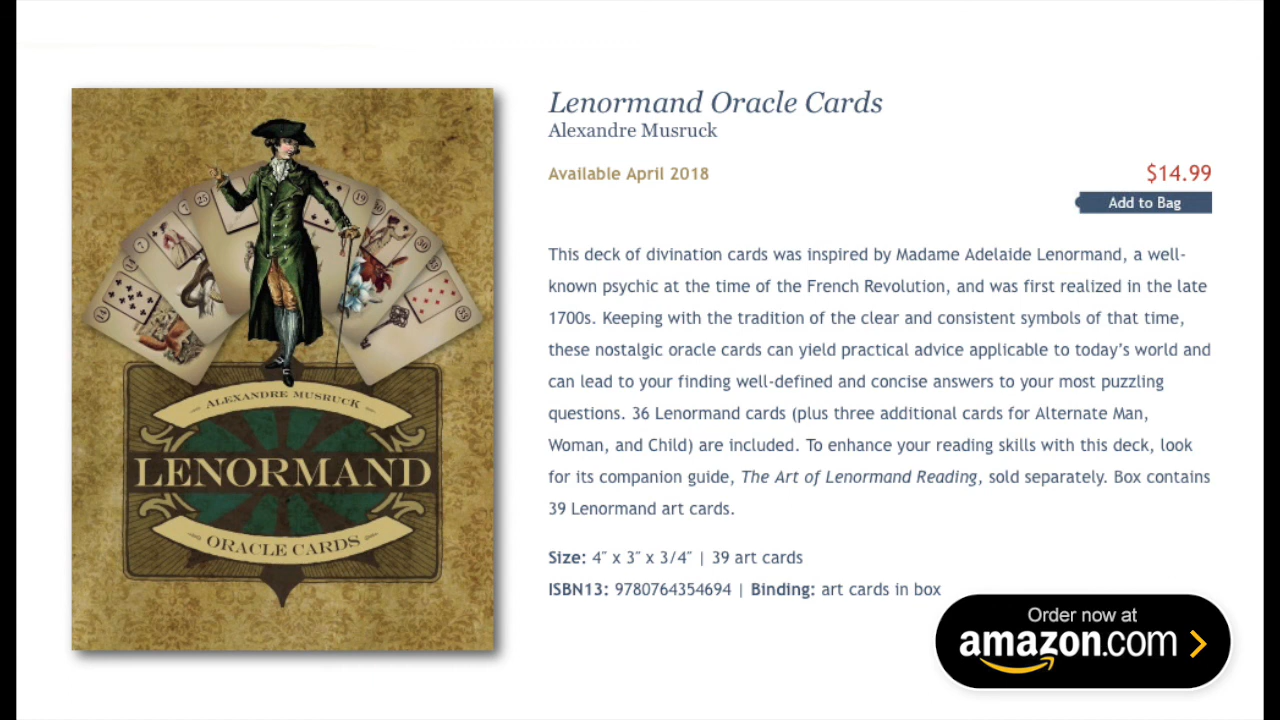 Lenormand Oracle Cards
Alexandre Musruck
Available April 2018
$14.99
Add to Bag
This deck of divination cards was inspired by Madame Adelaide Lenormand, a well-
known psychic at the time of the French Revolution, and was first realized in the late
1700s. Keeping with the tradition of the clear and consistent symbols of that time,
these nostalgic oracle cards can yield practical advice applicable to today’s world and
can lead to your finding well-defined and concise answers to your most puzzling
questions. 36 Lenormand cards (plus three additional cards for Alternate Man,
Woman, and Child) are included. To enhance your reading skills with this deck, look
for its companion guide, The Art of Lenormand Reading, sold separately. Box contains
39 Lenormand art cards.
Size: 4″ x 3″ x 3/4″ | 39 art cards
ISBN13: 9780764354694 | Binding: art cards in box
Order now at
amazon.com
25
19
7
30
14
33
ALEXANDRE MUSRUCK
LENORMAND
ORACLE CARDS